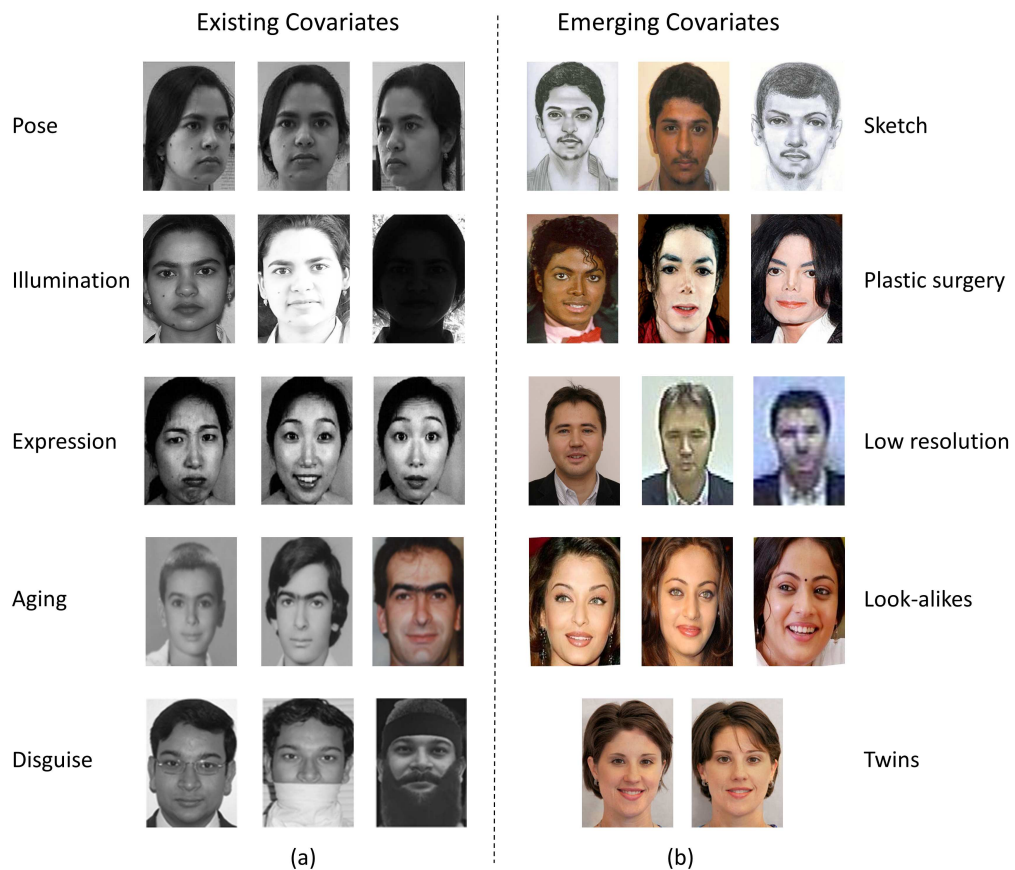 Existing Covariates
Emerging Covariates
Pose
Sketch
Illumination
Plastic surgery
Expression
Low resolution
Aging
Look-alikes
Disguise
Twins
(a)
(b)